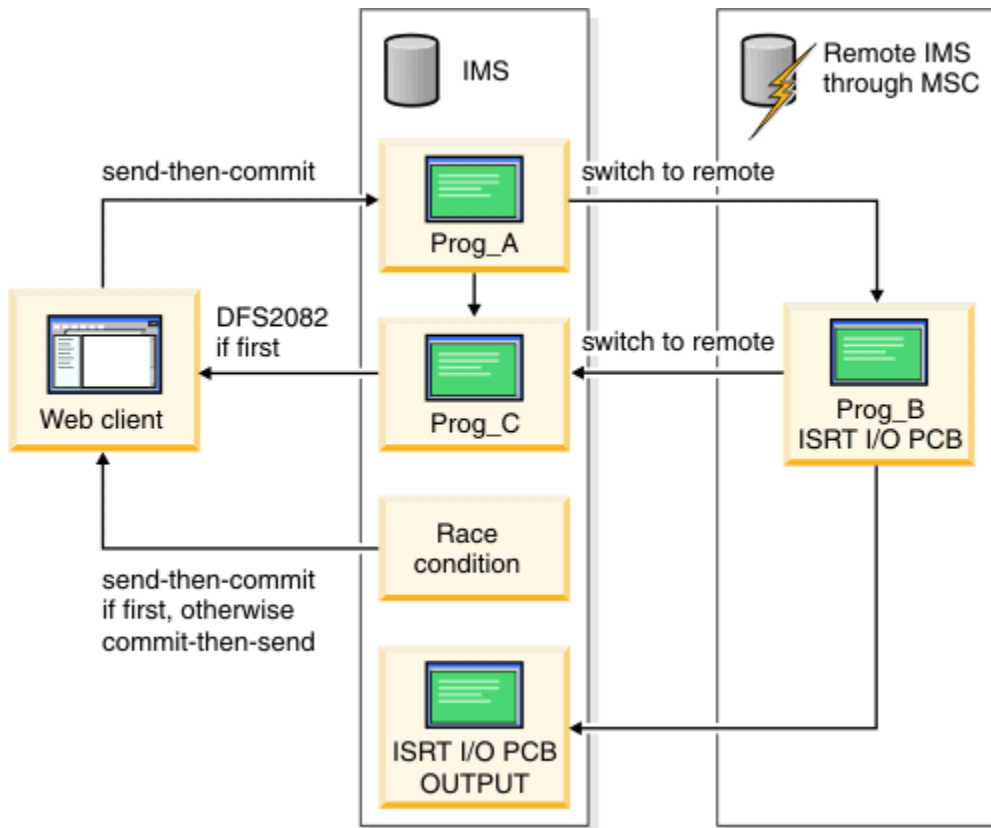 IMS
Remote IMS
through MSC
send-then-commit
switch to remote
Prog_A
DFS2082
if first
switch to remote
Web client
Prog_C
Prog_B
ISRT I/O PCB
Race
condition
send-then-commit
if first, otherwise
commit-then-send
ISRT I/O PCB
OUTPUT